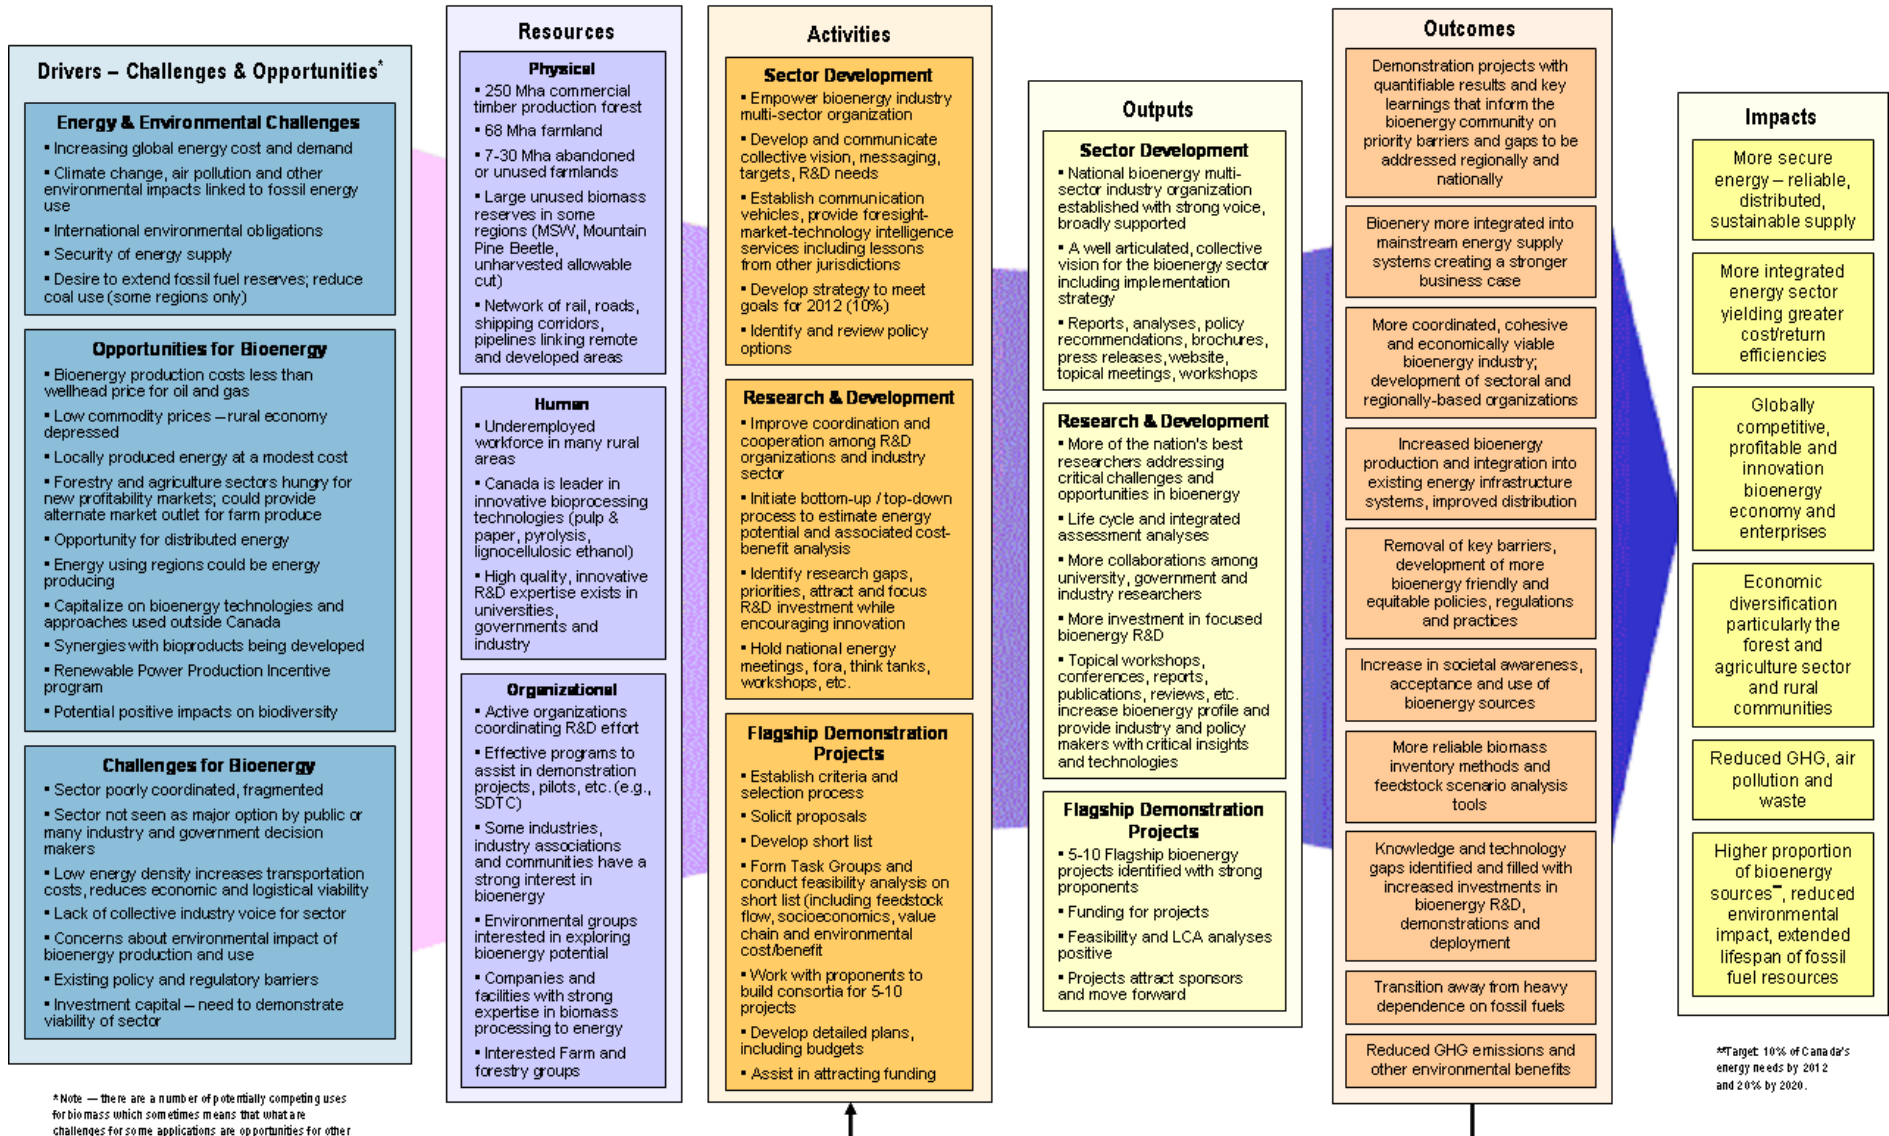 Drivers – Challenges & Opportunities*
Energy & Environmental Challenges
▪ Increasing global energy cost and demand
▪ Climate change, air pollution and other
environmental impacts linked to fossil energy
use
▪ International environmental obligations
▪ Security of energy supply
▪ Desire to extend fossil fuel reserves; reduce
coal use (some regions only)
Opportunities for Bioenergy
▪ Bioenergy production costs less than
wellhead price for oil and gas
▪ Low commodity prices – rural economy
depressed
▪ Locally produced energy at a modest cost
▪ Forestry and agriculture sectors hungry for
new profitability markets; could provide
alternate market outlet for farm produce
▪ Opportunity for distributed energy
▪ Energy using regions could be energy
producing
▪ Capitalize on bioenergy technologies and
approaches used outside Canada
▪ Synergies with bioproducts being developed
▪ Renewable Power Production Incentive
program
▪ Potential positive impacts on biodiversity
Challenges for Bioenergy
▪ Sector poorly coordinated, fragmented
▪ Sector not seen as major option by public or
many industry and government decision
makers
▪ Low energy density increases transportation
costs, reduces economic and logistical viability
▪ Lack of collective industry voice for sector
▪ Concerns about environmental impact of
bioenergy production and use
▪ Existing policy and regulatory barriers
▪ Investment capital – need to demonstrate
viability of sector
*Note — there are a number of potentially competing uses
for biomass which sometimes means that what are
challenges for some applications are opportunities for other
Resources
Physical
▪ 250 Mha commercial
timber production forest
▪ 68 Mha farmland
▪ 7-30 Mha abandoned
or unused farmlands
▪ Large unused biomass
reserves in some
regions (MSW, Mountain
Pine Beetle,
unharvested allowable
cut)
▪ Network of rail, roads,
shipping corridors,
pipelines linking remote
and developed areas
Human
▪ Underemployed
workforce in many rural
areas
▪ Canada is leader in
innovative bioprocessing
technologies (pulp &
paper, pyrolysis,
lignocellulosic ethanol)
▪ High quality, innovative
R&D expertise exists in
universities,
governments and
industry
Organizational
▪ Active organizations
coordinating R&D effort
▪ Effective programs to
assist in demonstration
projects, pilots, etc. (e.g.,
SDTC)
▪ Some industries,
industry associations
and communities have a
strong interest in
bioenergy
▪ Environmental groups
interested in exploring
bioenergy potential
▪ Companies and
facilities with strong
expertise in biomass
processing to energy
▪ Interested Farm and
forestry groups
Activities
Sector Development
▪ Empower bioenergy industry
multi-sector organization
▪ Develop and communicate
collective vision, messaging,
targets, R&D needs
▪ Establish communication
vehicles, provide foresight-
market-technology intelligence
services including lessons
from other jurisdictions
▪ Develop strategy to meet
goals for 2012 (10%)
▪ Identify and review policy
options
Research & Development
▪ Improve coordination and
cooperation among R&D
organizations and industry
sector
▪ Initiate bottom-up / top-down
process to estimate energy
potential and associated cost-
benefit analysis
▪ Identify research gaps,
priorities, attract and focus
R&D investment while
encouraging innovation
▪ Hold national energy
meetings, fora, think tanks,
workshops, etc.
Flagship Demonstration
Projects
▪ Establish criteria and
selection process
▪ Solicit proposals
▪ Develop short list
▪ Form Task Groups and
conduct feasibility analysis on
short list (including feedstock
flow, socioeconomics, value
chain and environmental
cost/benefit
▪ Work with proponents to
build consortia for 5-10
projects
▪ Develop detailed plans,
including budgets
▪ Assist in attracting funding
Outputs
Sector Development
▪ National bioenergy multi-
sector industry organization
established with strong voice,
broadly supported
▪ A well articulated, collective
vision for the bioenergy sector
including implementation
strategy
▪ Reports, analyses, policy
recommendations, brochures,
press releases, website,
topical meetings, workshops
Research & Development
▪ More of the nation's best
researchers addressing
critical challenges and
opportunities in bioenergy
▪ Life cycle and integrated
assessment analyses
▪ More collaborations among
university, government and
industry researchers
▪ More investment in focused
bioenergy R&D
▪ Topical workshops,
conferences, reports,
publications, reviews, etc.
increase bioenergy profile and
provide industry and policy
makers with critical insights
and technologies
Flagship Demonstration
Projects
▪ 5-10 Flagship bioenergy
projects identified with strong
proponents
▪ Funding for projects
▪ Feasibility and LCA analyses
positive
▪ Projects attract sponsors
and move forward
Outcomes
Demonstration projects with
quantifiable results and key
learnings that inform the
bioenergy community on
priority barriers and gaps to be
addressed regionally and
nationally
Bioenery more integrated into
mainstream energy supply
systems creating a stronger
business case
More coordinated, cohesive
and economically viable
bioenergy industry;
development of sectoral and
regionally-based organizations
Increased bioenergy
production and integration into
existing energy infrastructure
systems, improved distribution
Removal of key barriers,
development of more
bioenergy friendly and
equitable policies, regulations
and practices
Increase in societal awareness,
acceptance and use of
bioenergy sources
More reliable biomass
inventory methods and
feedstock scenario analysis
tools
Knowledge and technology
gaps identified and filled with
increased investments in
bioenergy R&D,
demonstrations and
deployment
Transition away from heavy
dependence on fossil fuels
Reduced GHG emissions and
other environmental benefits
Impacts
More secure
energy – reliable,
distributed,
sustainable supply
More integrated
energy sector
yielding greater
cost/return
efficiencies
Globally
competitive,
profitable and
innovation
bioenergy
economy and
enterprises
Economic
diversification
particularly the
forest and
agriculture sector
and rural
communities
Reduced GHG, air
pollution and
waste
Higher proportion
of bioenergy
sources**, reduced
environmental
impact, extended
lifespan of fossil
fuel resources
**Target: 10% of Canada's
energy needs by 2012
and 20% by 2020.